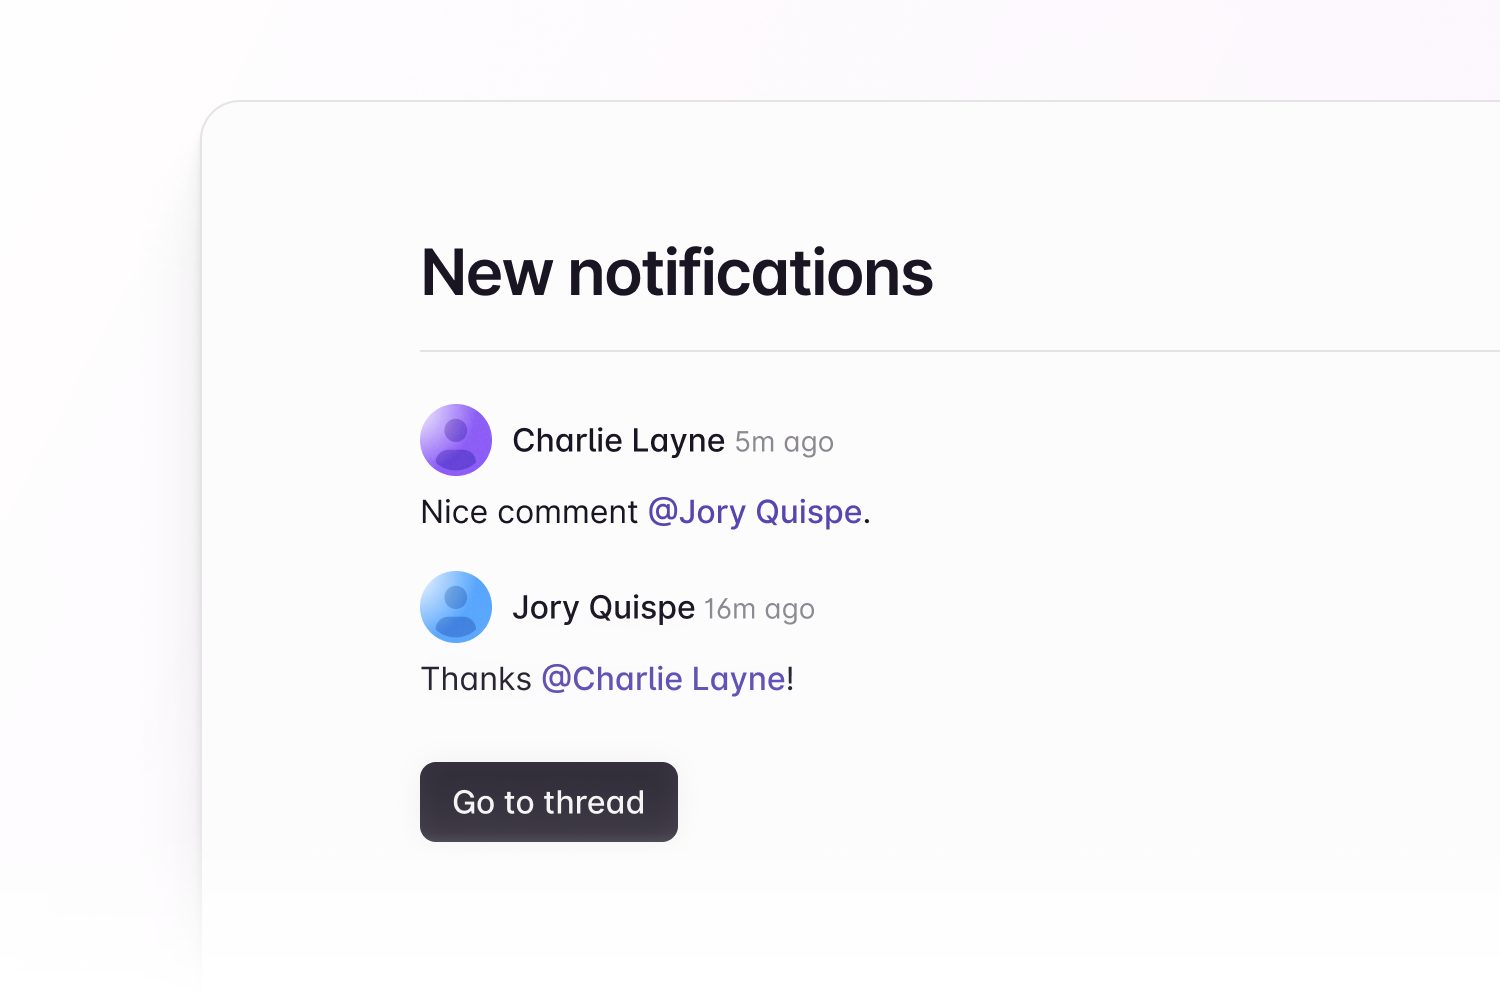 New notifications
Charlie Layne 5m ago
Nice comment @Jory Quispe.
Jory Quispe 16m ago
Thanks @Charlie Layne!
Go to thread